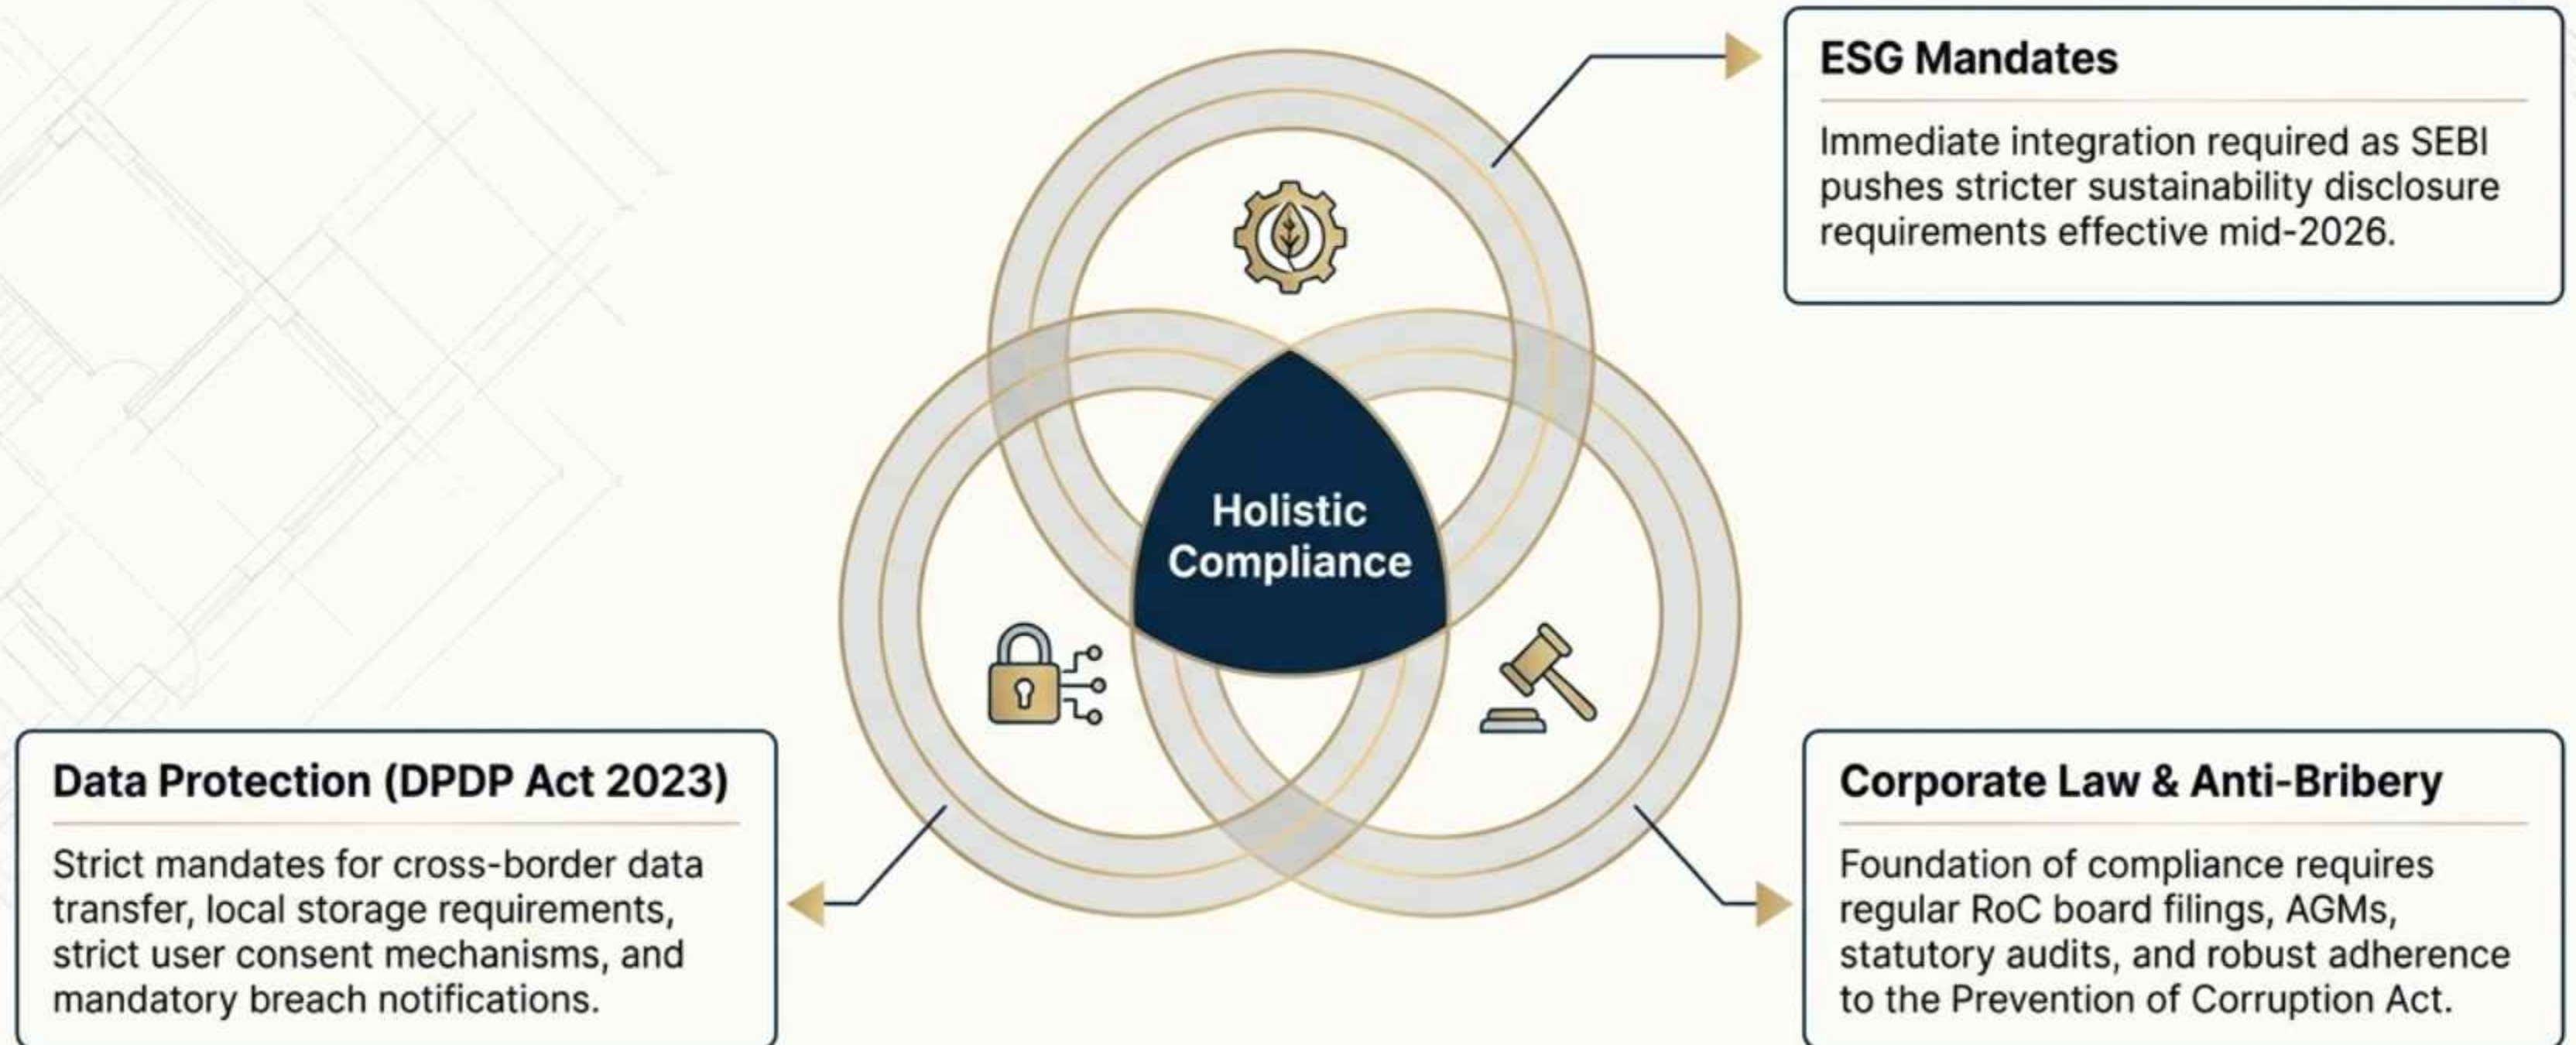 ESG Mandates
Immediate integration required as SEBI
pushes stricter sustainability disclosure
requirements effective mid-2026.
Holistic
Compliance
Data Protection (DPDP Act 2023)
Strict mandates for cross-border data
transfer, local storage requirements,
strict user consent mechanisms, and
mandatory breach notifications.
Corporate Law & Anti-Bribery
Foundation of compliance requires
regular RoC board filings, AGMs,
statutory audits, and robust adherence
to the Prevention of Corruption Act.